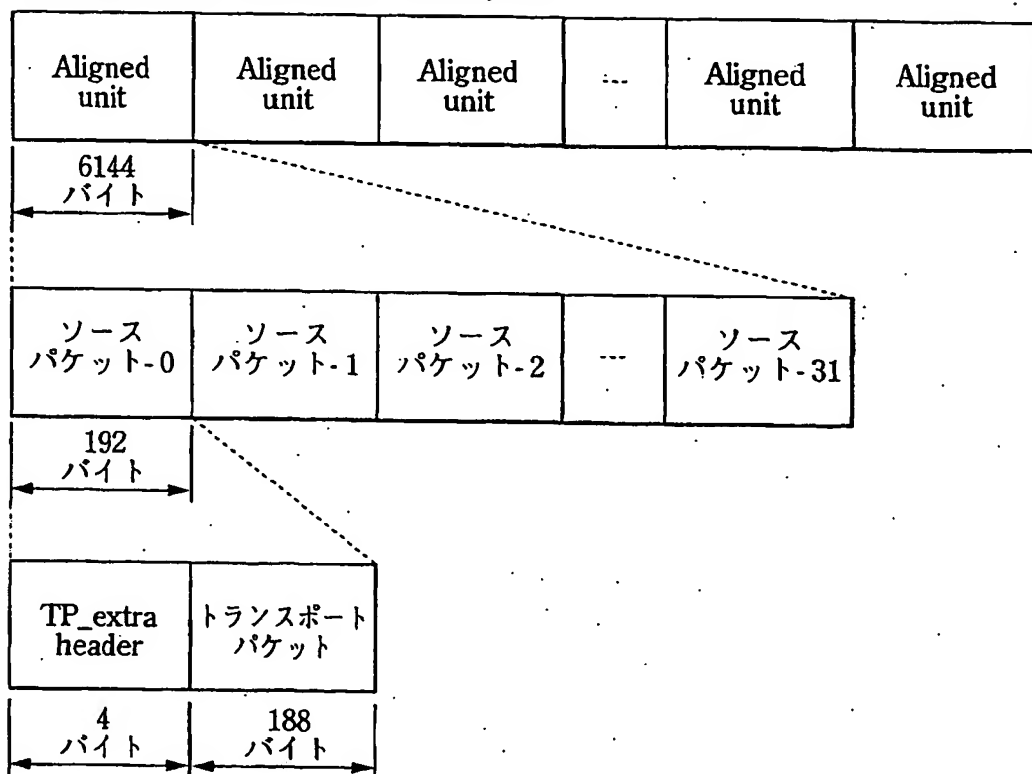 Aligned
unit
Aligned
unit
Aligned
unit
---
Aligned
unit
Aligned
unit
6144
バイト
ソース
パケット-0
ソース
パケット-1
ソース
パケット-2
---
ソース
パケット-31
192
バイト
TP_extra
header
トランスポート
パケット
4
バイト
188
バイト